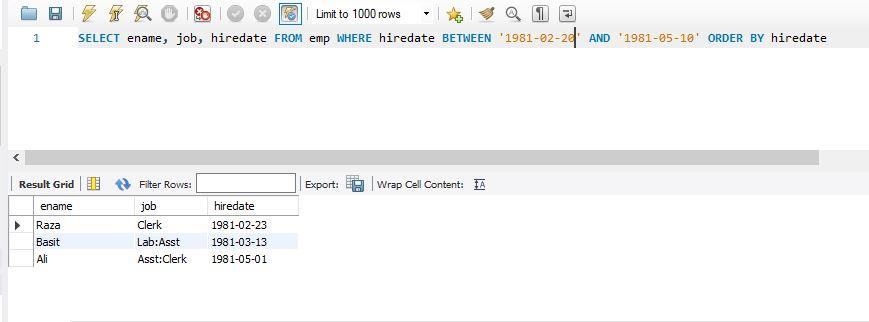 Limit to 1000 rows
1 SELECT ename, job, hiredate FROM emp WHERE hiredate BETWEEN '1981-02-20' AND '1981-05-10' ORDER BY hiredate
Result Grid Filter Rows: Export: Wrap Cell Content:
ename job hiredate
Raza Clerk 1981-02-23
Basit Lab:Asst 1981-03-13
Ali Asst:Clerk 1981-05-01